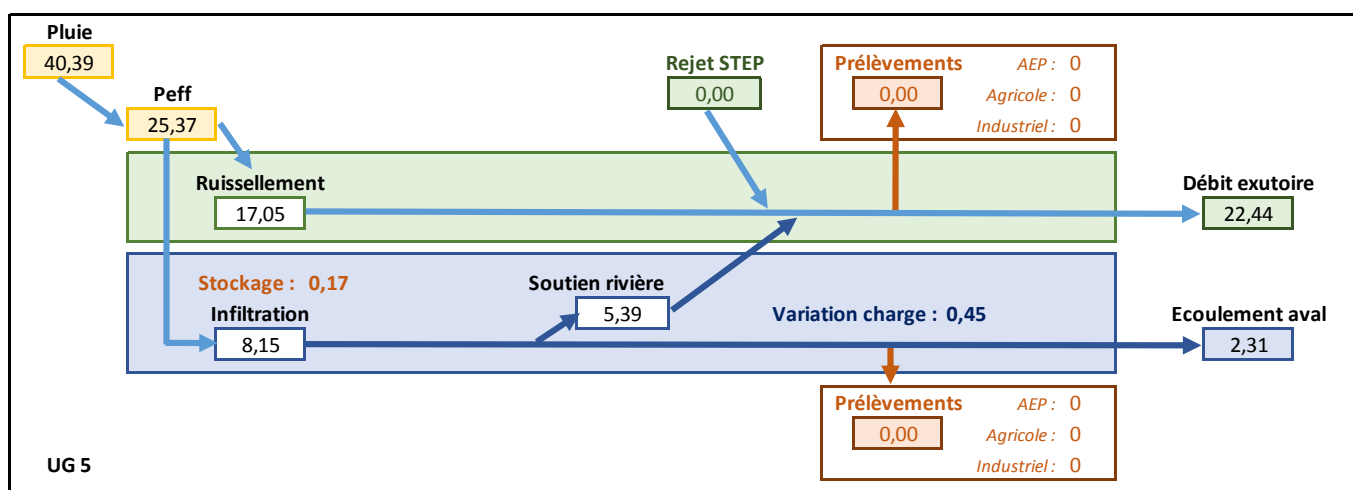 Pluie
40,39
Peff
25,37
Rejet STEP
0,00
Prélèvements
0,00
AEP : 0
Agricole : 0
Industriel : 0
Ruissellement
17,05
Débit exutoire
22,44
Stockage : 0,17
Infiltration
8,15
Soutien rivière
5,39
Variation charge : 0,45
Ecoulement aval
2,31
Prélèvements
0,00
AEP : 0
Agricole : 0
Industriel : 0
UG 5